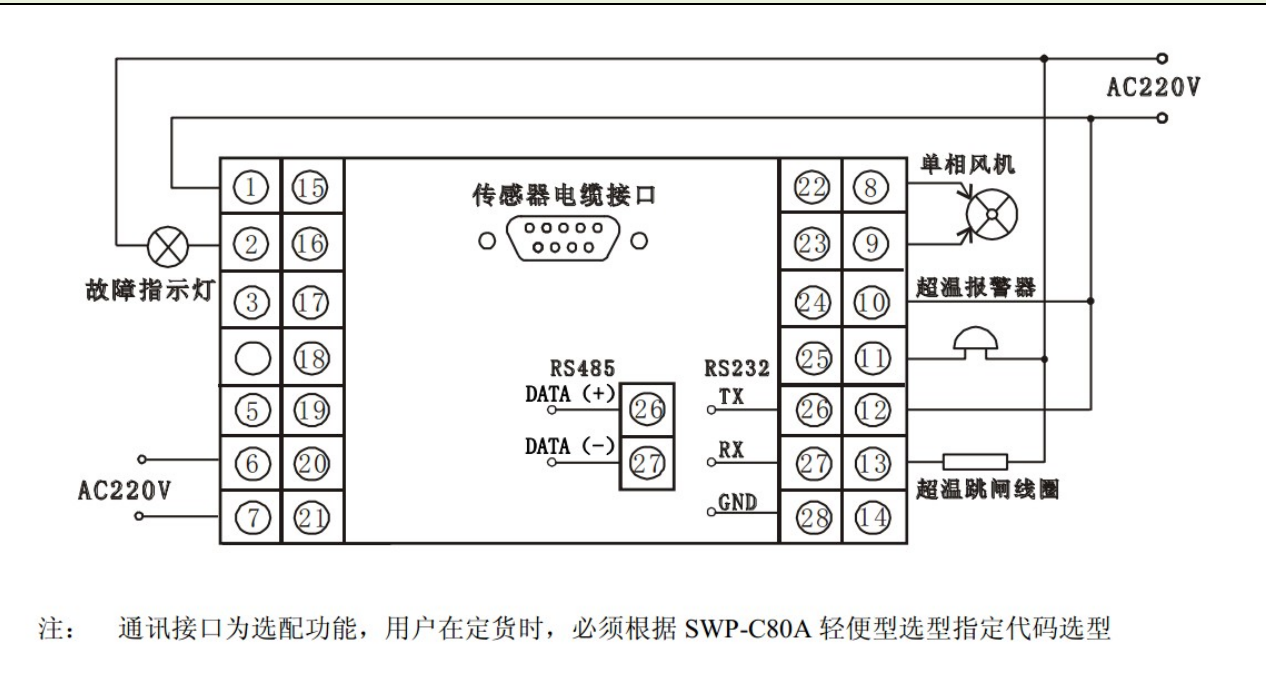 AC220V
单相风机
① ⑮ 传感器电缆接口 ㉒ ⑧
② ⑯ ㉓ ⑨
故障指示灯
③ ⑰ ㉔ ⑩
超温报警器
⑱ ㉕ ⑪
RS485 RS232
DATA (+) TX
⑤ ⑲ ㉖ ㉖ ⑫
DATA (-) RX
⑥ ⑳ ㉗ ㉗ ⑬
AC220V
超温跳闸线圈
GND
⑦ ㉑ ㉘ ⑭
注： 通讯接口为选配功能，用户在定货时，必须根据 SWP-C80A 轻便型选型指定代码选型